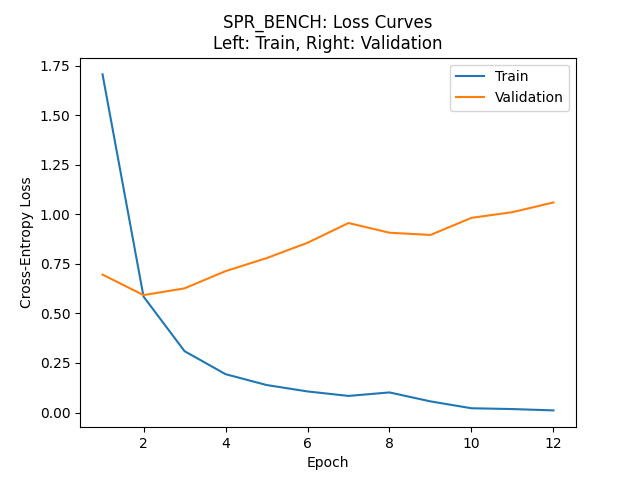 SPR_BENCH: Loss Curves
Left: Train, Right: Validation
Train
Validation
1.75
1.50
1.25
1.00
0.75
0.50
0.25
0.00
Cross-Entropy Loss
2 4 6 8 10 12
Epoch